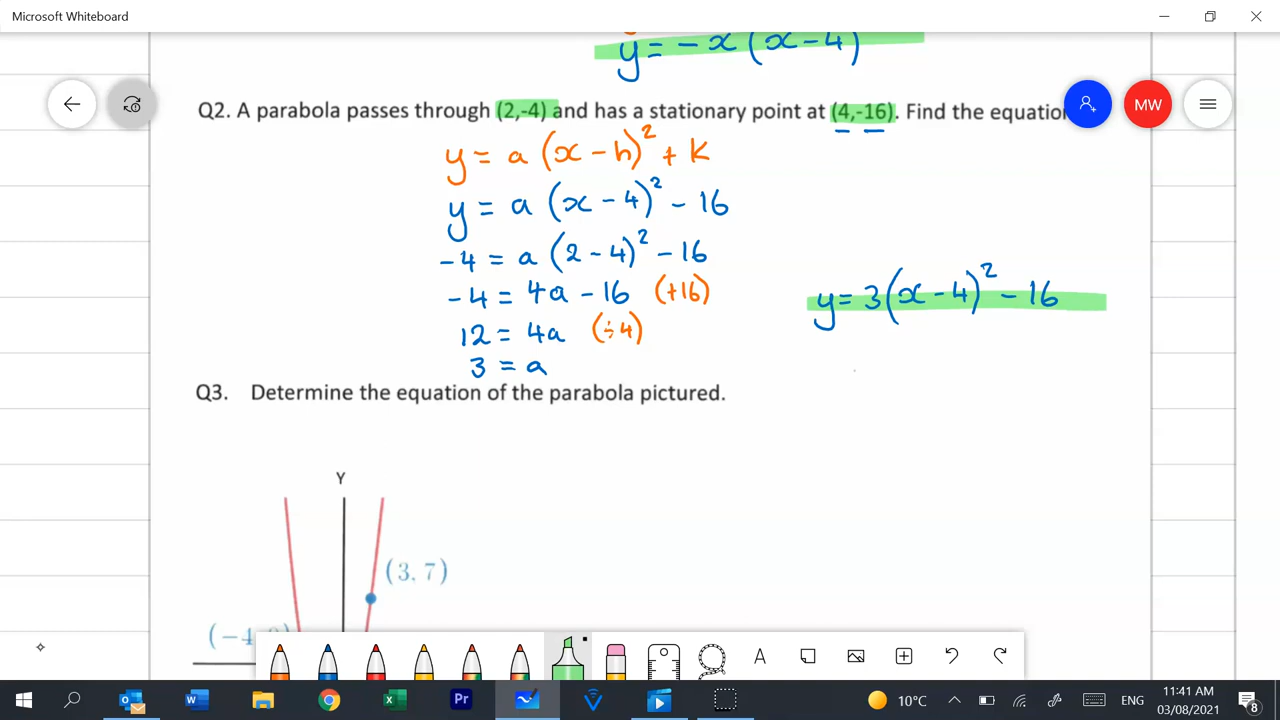 Microsoft Whiteboard
y = -x(x-4)
Q2. A parabola passes through (2,-4) and has a stationary point at (4,-16). Find the equation
MW
y = a(x-h)² + k
y = a(x-4)² - 16
-4 = a(2-4)² - 16
-4 = 4a - 16 (+16)
y = 3(x-4)² - 16
12 = 4a (÷4)
3 = a
Q3. Determine the equation of the parabola pictured.
Y
(3, 7)
(-4,
A
10°C
ENG
11:41 AM
03/08/2021
8